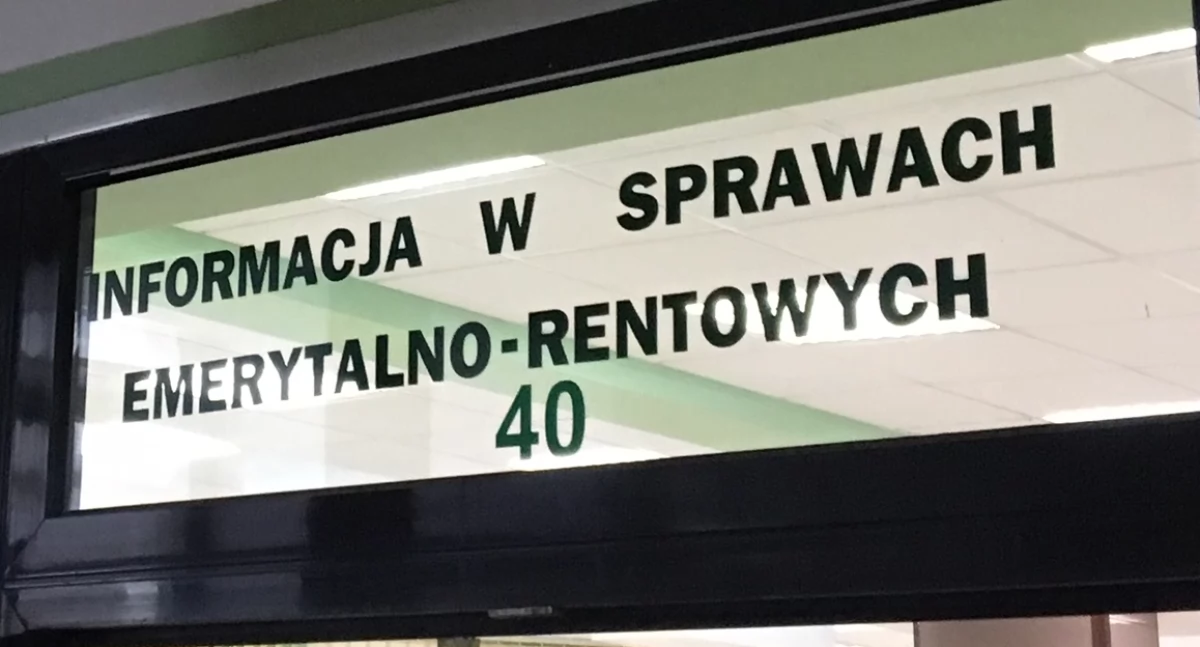 INFORMACJA W SPRAWACH
EMERYTALNO-RENTOWYCH
40